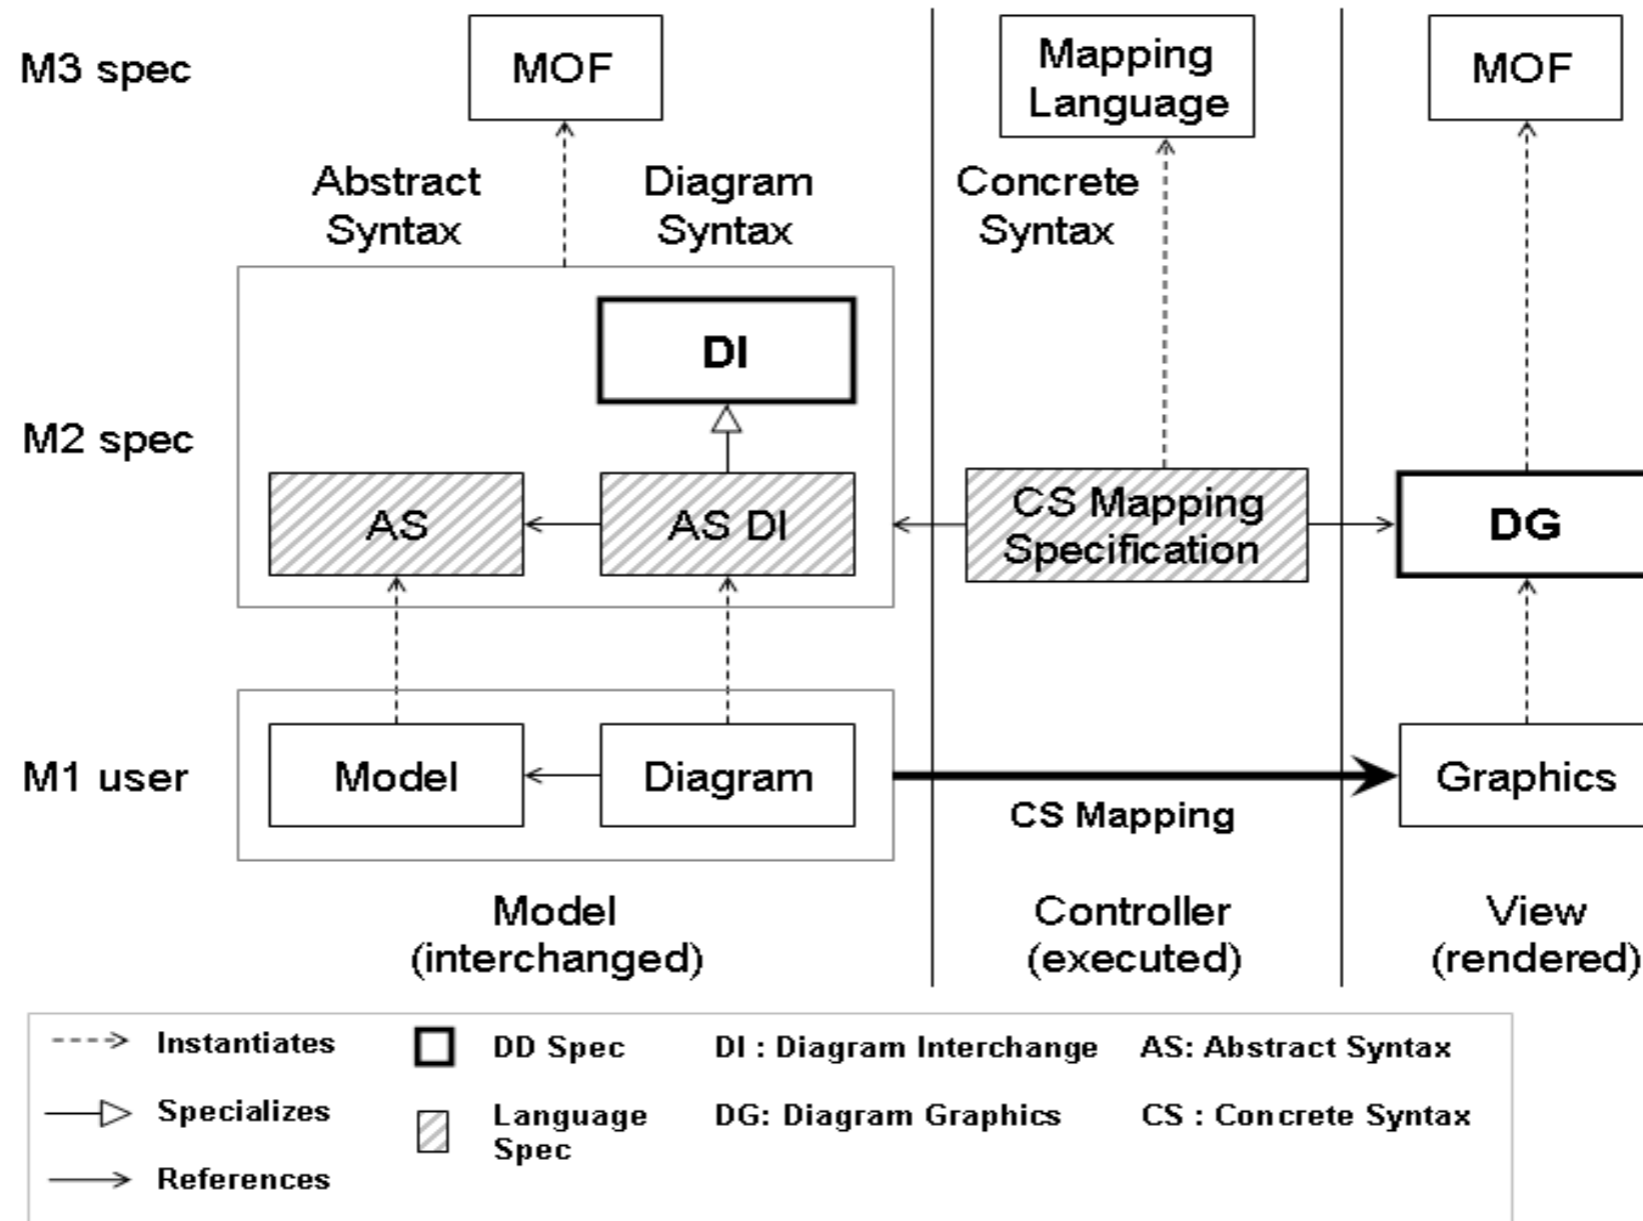 M3 spec
MOF
Mapping
Language
MOF
Abstract
Syntax
Diagram
Syntax
Concrete
Syntax
DI
M2 spec
AS
AS DI
CS Mapping
Specification
DG
M1 user
Model
Diagram
CS Mapping
Graphics
Model
(interchanged)
Controller
(executed)
View
(rendered)
Instantiates
DD Spec
DI : Diagram Interchange
AS: Abstract Syntax
Specializes
Language
Spec
DG: Diagram Graphics
CS : Concrete Syntax
References